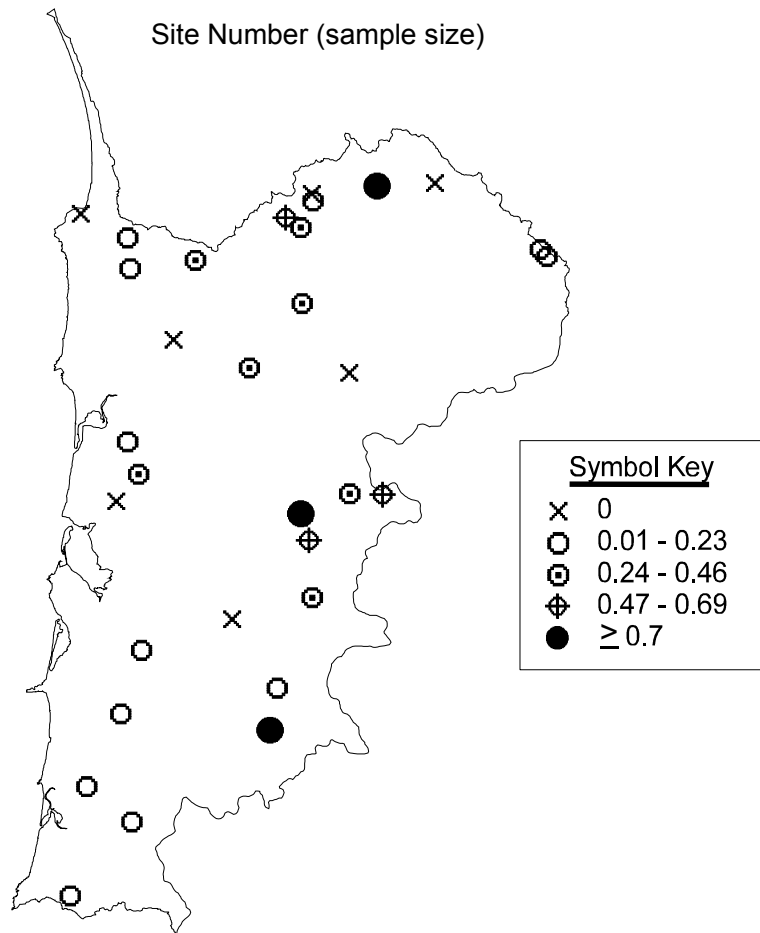 Site Number (sample size)
Symbol Key
0
0.01 - 0.23
0.24 - 0.46
0.47 - 0.69
≥ 0.7